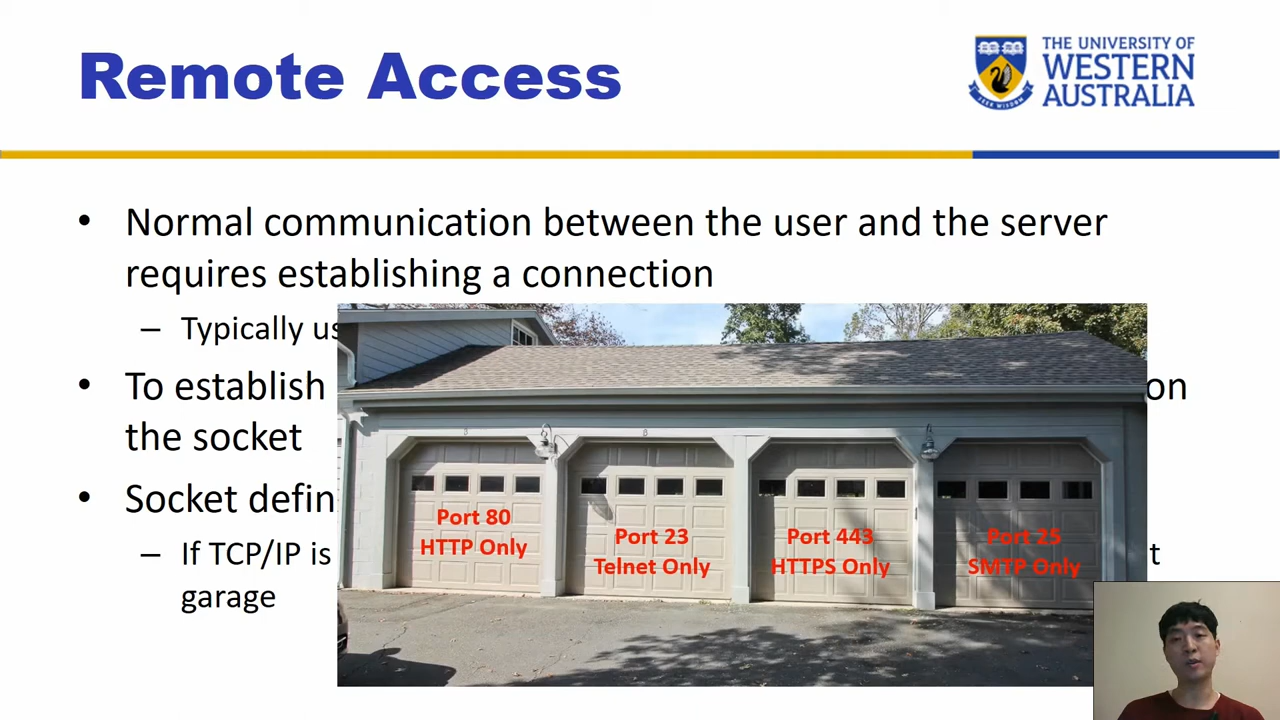 Remote Access
THE UNIVERSITY OF
WESTERN
AUSTRALIA
SEEK WISDOM
• Normal communication between the user and the server
requires establishing a connection
– Typically
• To establish
on
the socket
• Socket
– If TCP/IP is
garage
Port 80
HTTP Only
Port 23
Telnet Only
Port 443
HTTPS Only
Port 25
SMTP Only